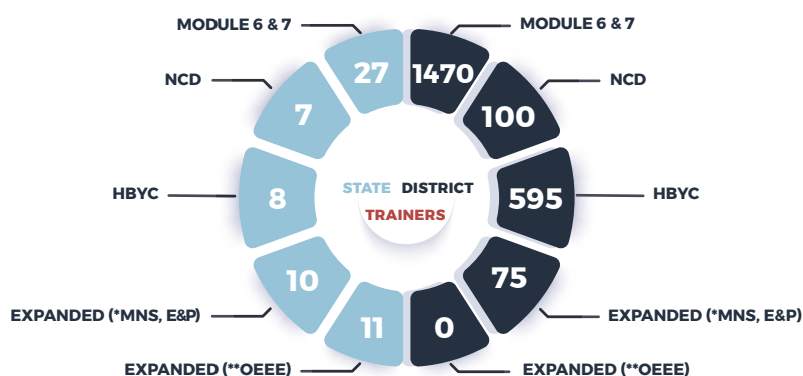 MODULE 6 & 7
MODULE 6 & 7
27
1470
NCD
NCD
7
100
HBYC
8
STATE DISTRICT
TRAINERS
595
HBYC
10
75
EXPANDED (*MNS, E&P)
EXPANDED (*MNS, E&P)
11
0
EXPANDED (**OEEE)
EXPANDED (**OEEE)